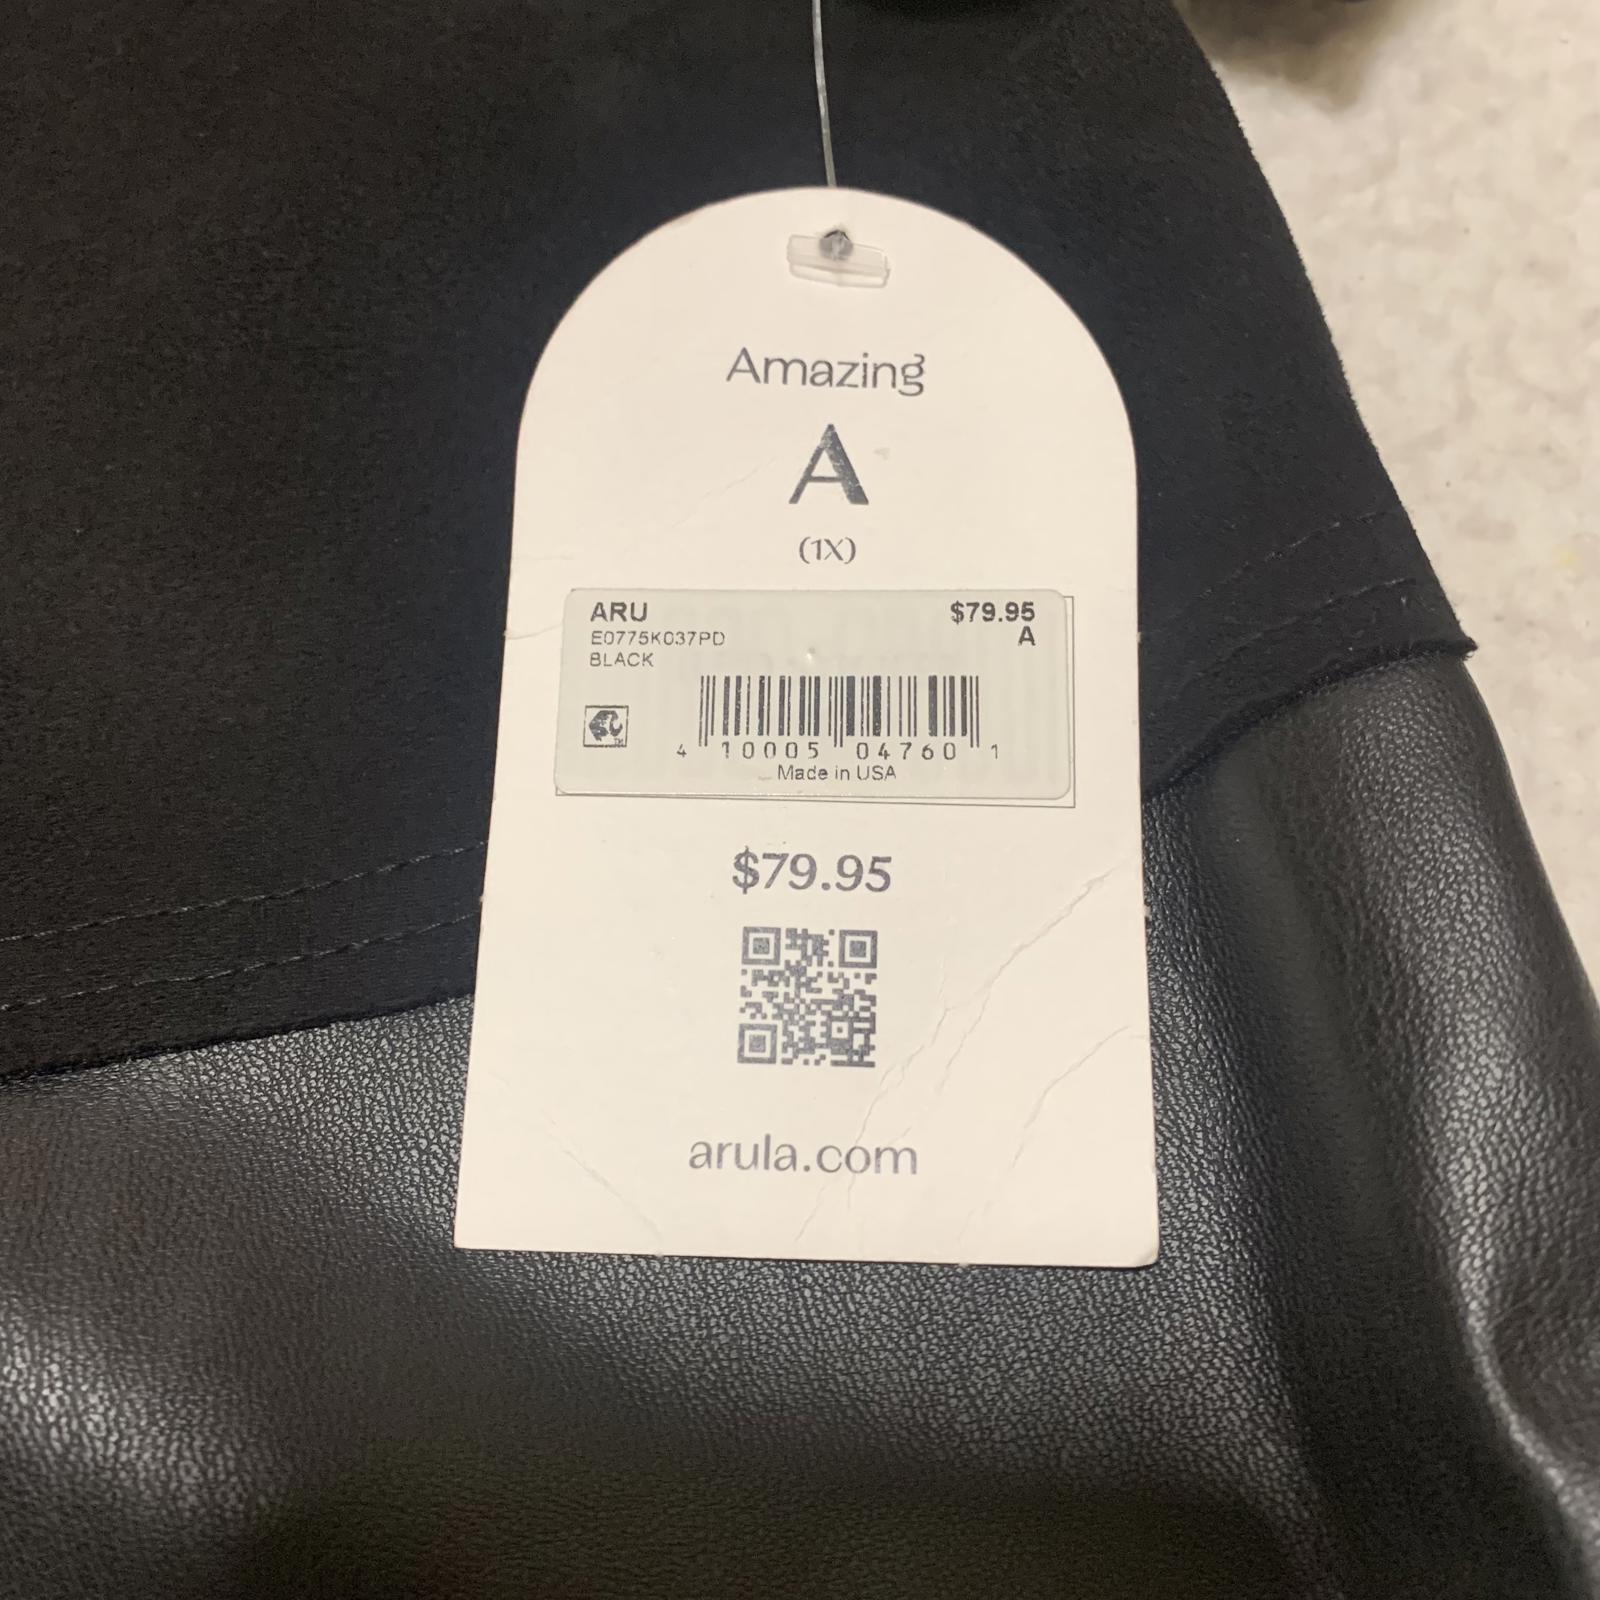 Amazing
A
(1X)
ARU $79.95
E0775K037PD A
BLACK
4 10005 04760 1
Made in USA
$79.95
arula.com